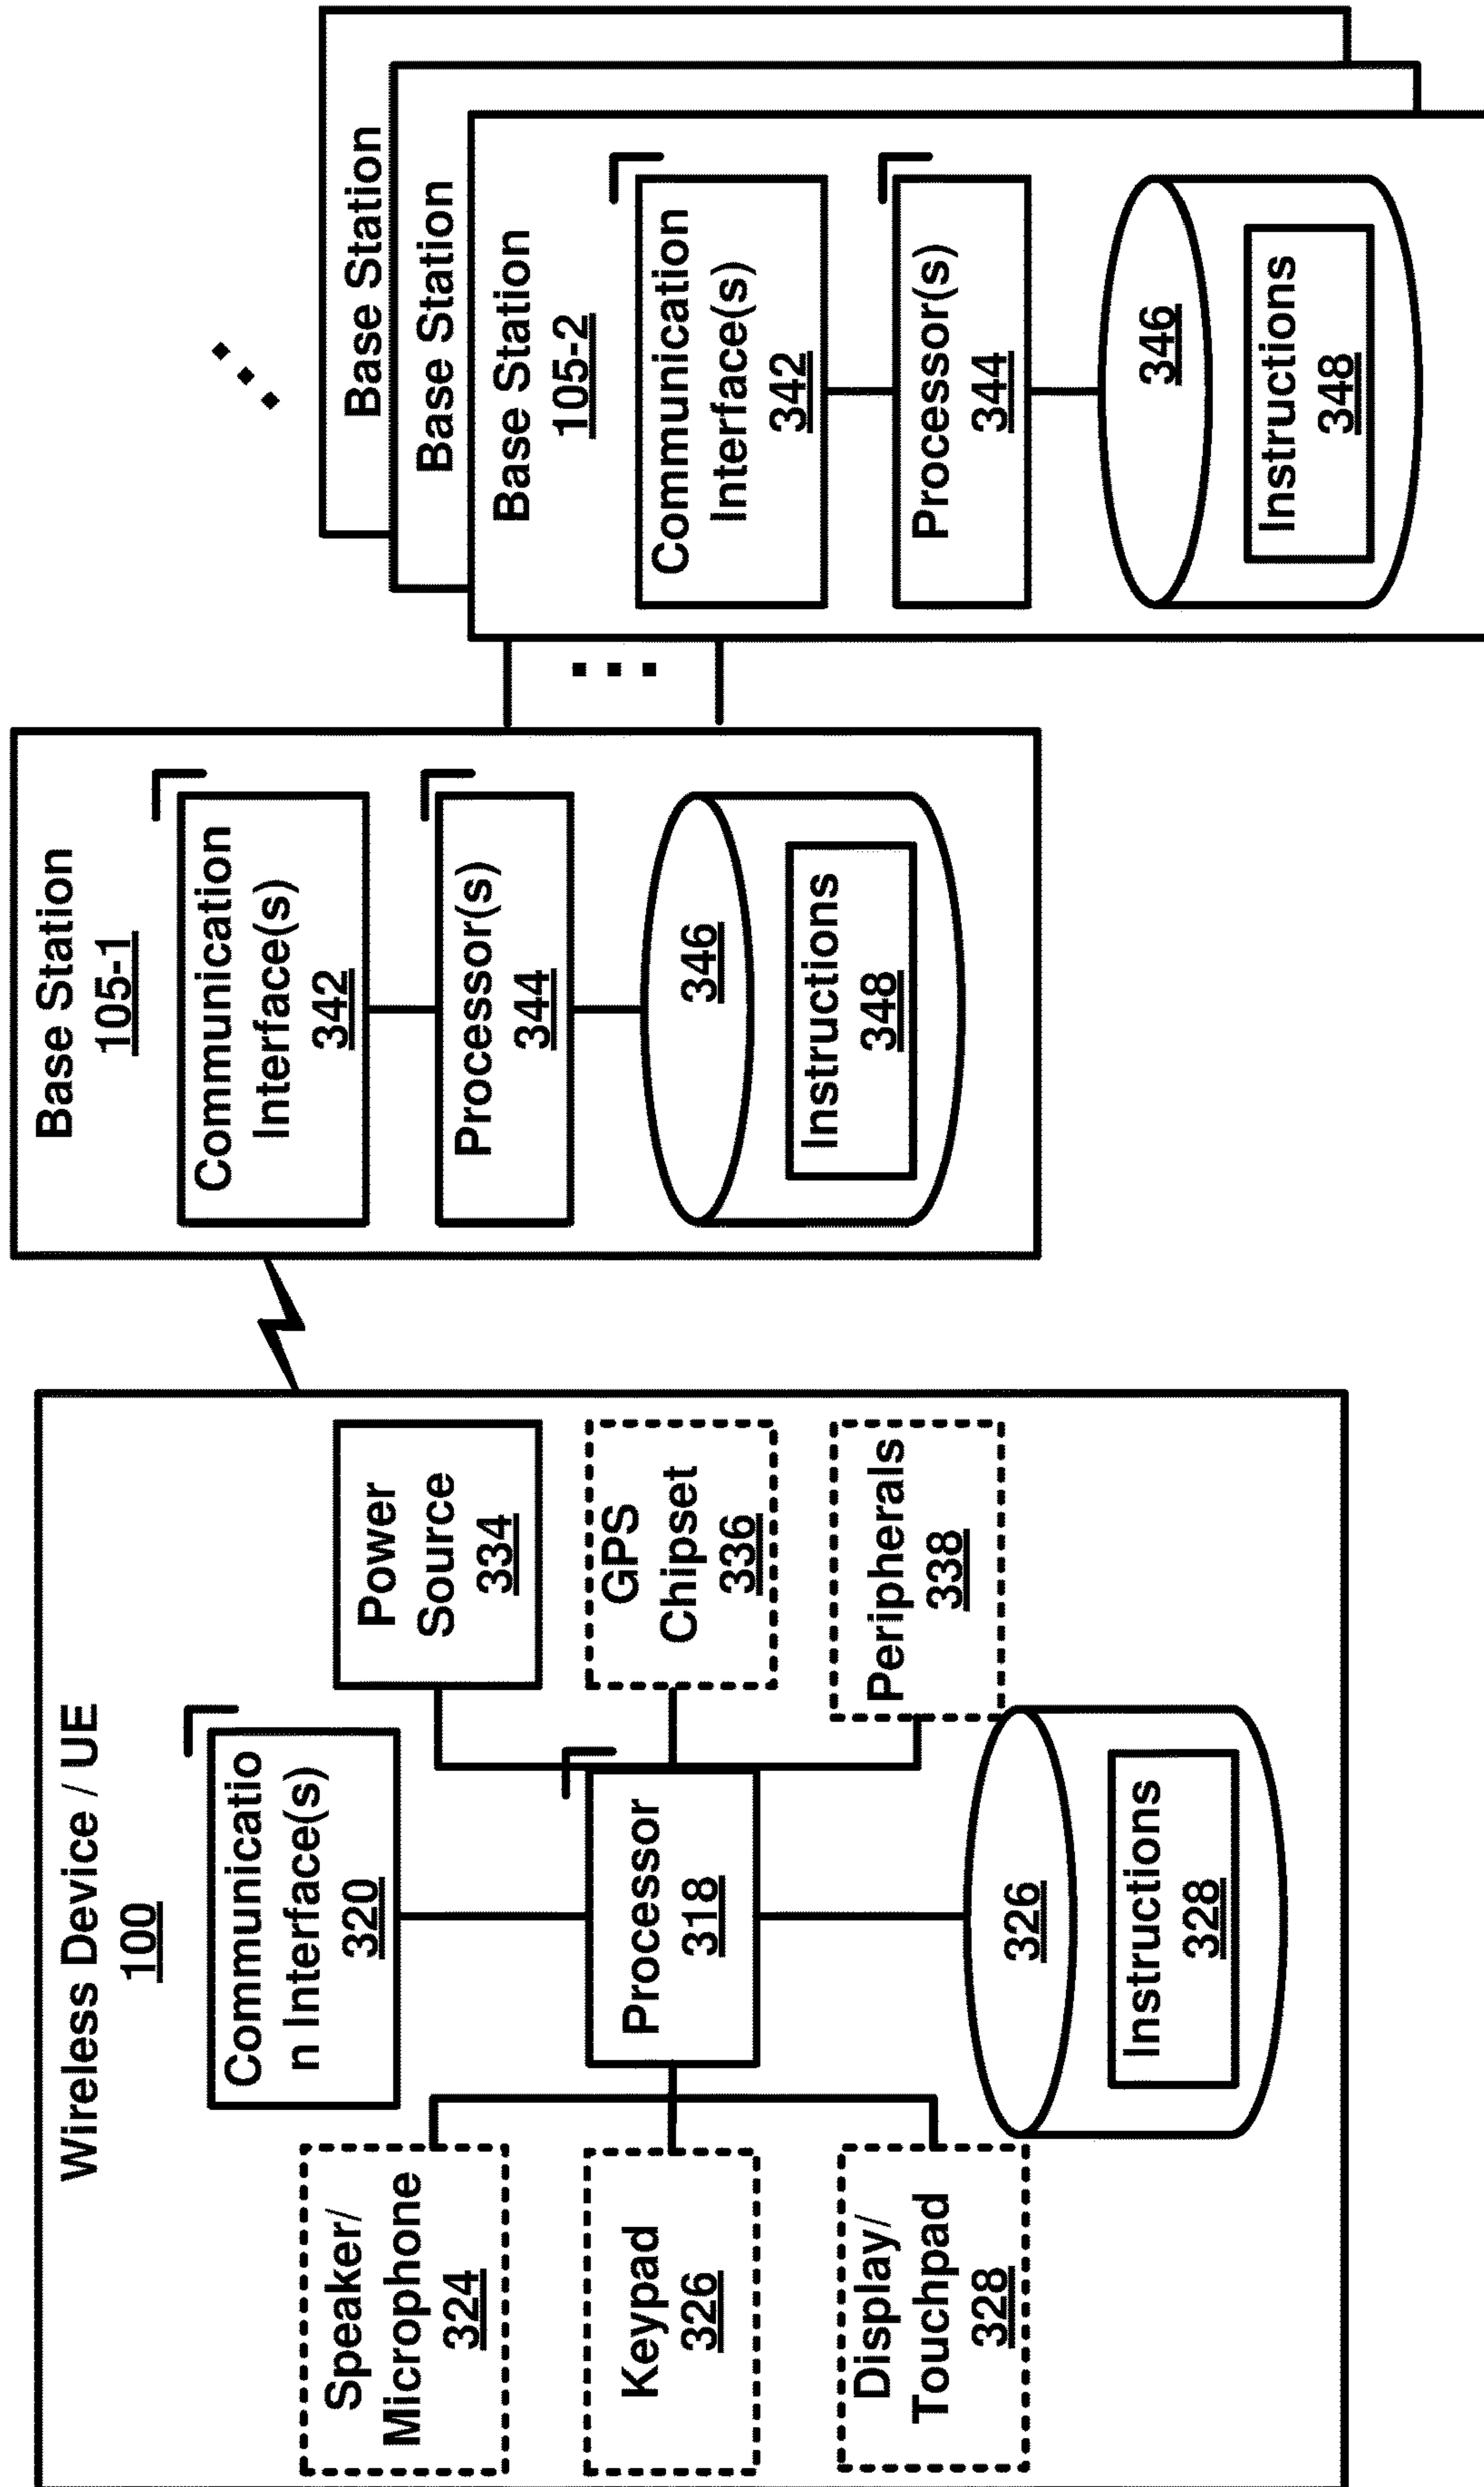 Wireless Device / UE
100
Communicatio
n Interface(s)
320
Speaker/
Microphone
324
Power
Source
334
Processor
318
Keypad
326
GPS
Chipset
336
Display/
Touchpad
328
Peripherals
338
326
Instructions
328
Base Station
105-1
Communication
Interface(s)
342
Processor(s)
344
346
Instructions
348
Base Station
Base Station
Base Station
105-2
Communication
Interface(s)
342
Processor(s)
344
346
Instructions
348